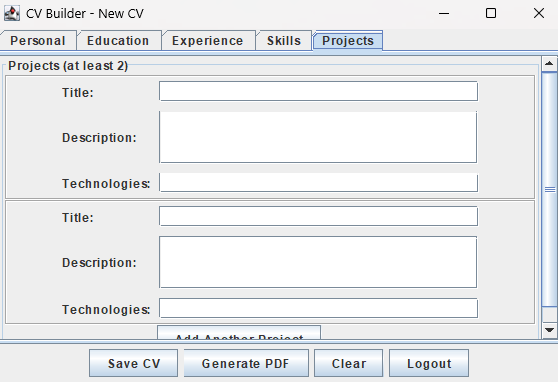 CV Builder - New CV
Personal Education Experience Skills Projects
Projects (at least 2)
Title:
Description:
Technologies:
Title:
Description:
Technologies:
Add Another Project
Save CV Generate PDF Clear Logout